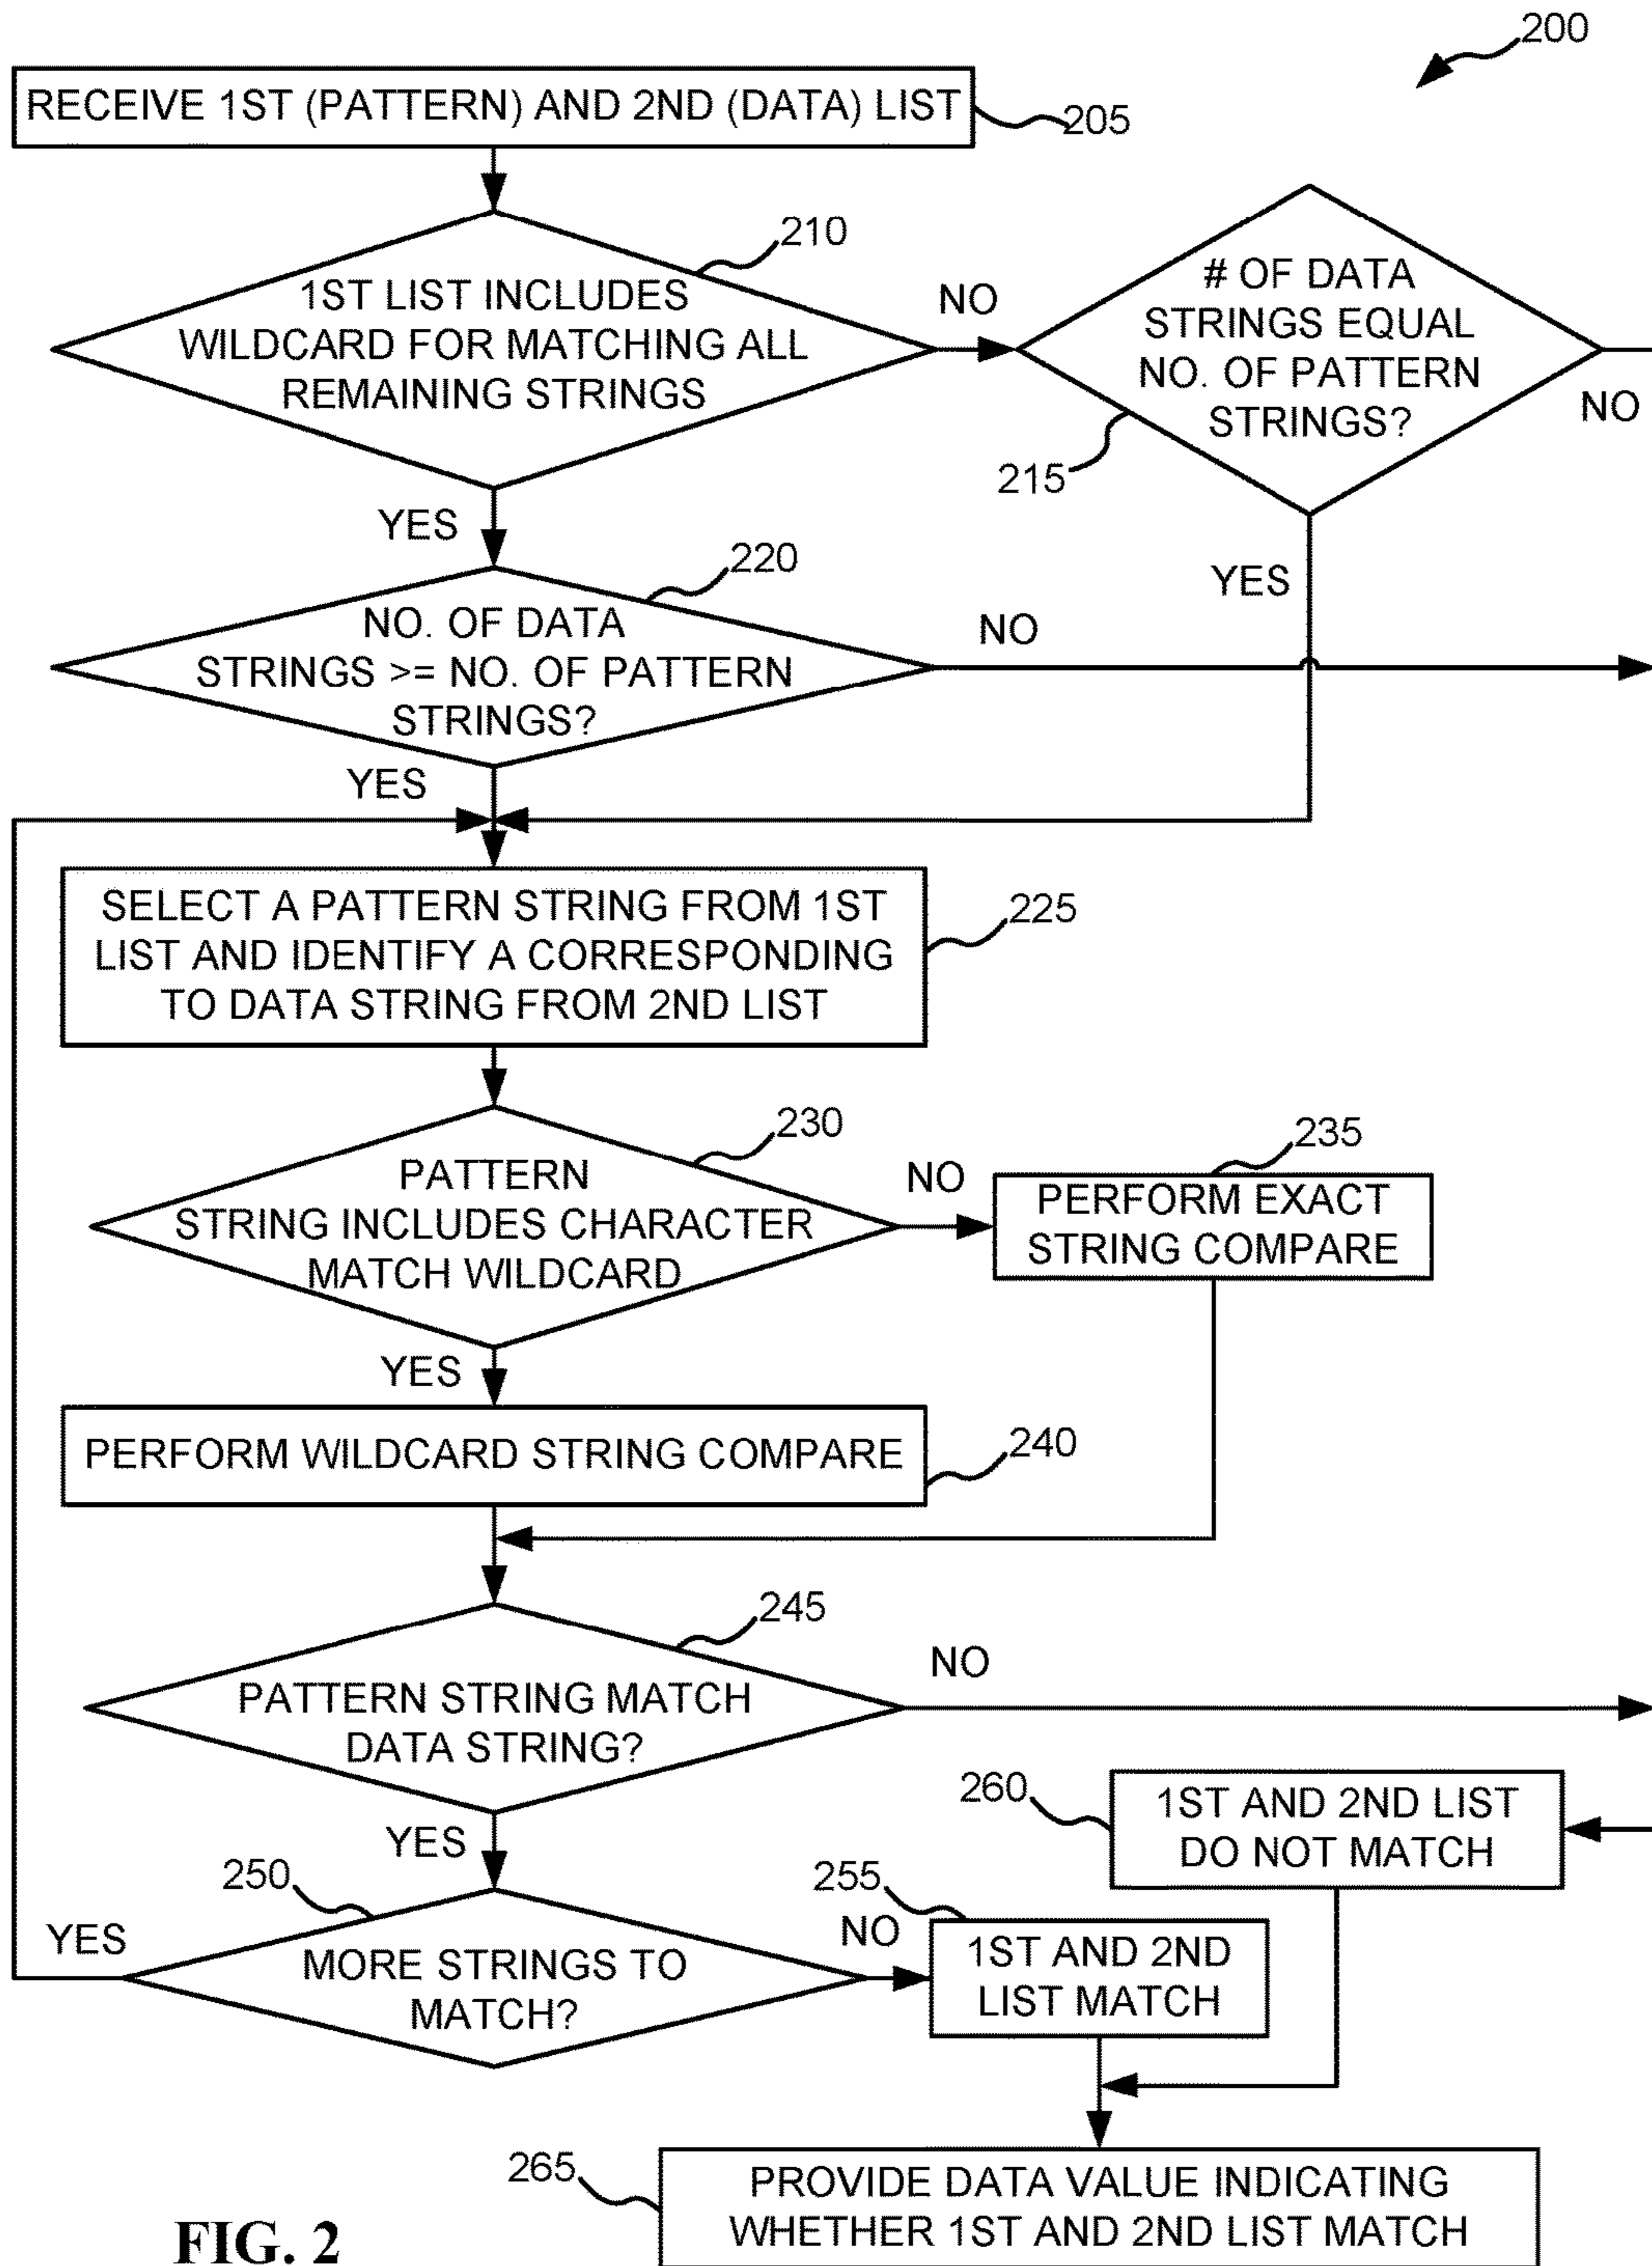 200
RECEIVE 1ST (PATTERN) AND 2ND (DATA) LIST
205
210
1ST LIST INCLUDES
WILDCARD FOR MATCHING ALL
REMAINING STRINGS
NO
# OF DATA
STRINGS EQUAL
NO. OF PATTERN
STRINGS?
NO
215
YES
220
YES
NO. OF DATA
STRINGS >= NO. OF PATTERN
STRINGS?
NO
YES
SELECT A PATTERN STRING FROM 1ST
LIST AND IDENTIFY A CORRESPONDING
TO DATA STRING FROM 2ND LIST
225
230
PATTERN
STRING INCLUDES CHARACTER
MATCH WILDCARD
NO
235
PERFORM EXACT
STRING COMPARE
YES
PERFORM WILDCARD STRING COMPARE
240
245
PATTERN STRING MATCH
DATA STRING?
NO
260
1ST AND 2ND LIST
DO NOT MATCH
YES
250
255
YES
MORE STRINGS TO
MATCH?
NO
1ST AND 2ND
LIST MATCH
265
PROVIDE DATA VALUE INDICATING
WHETHER 1ST AND 2ND LIST MATCH
FIG. 2